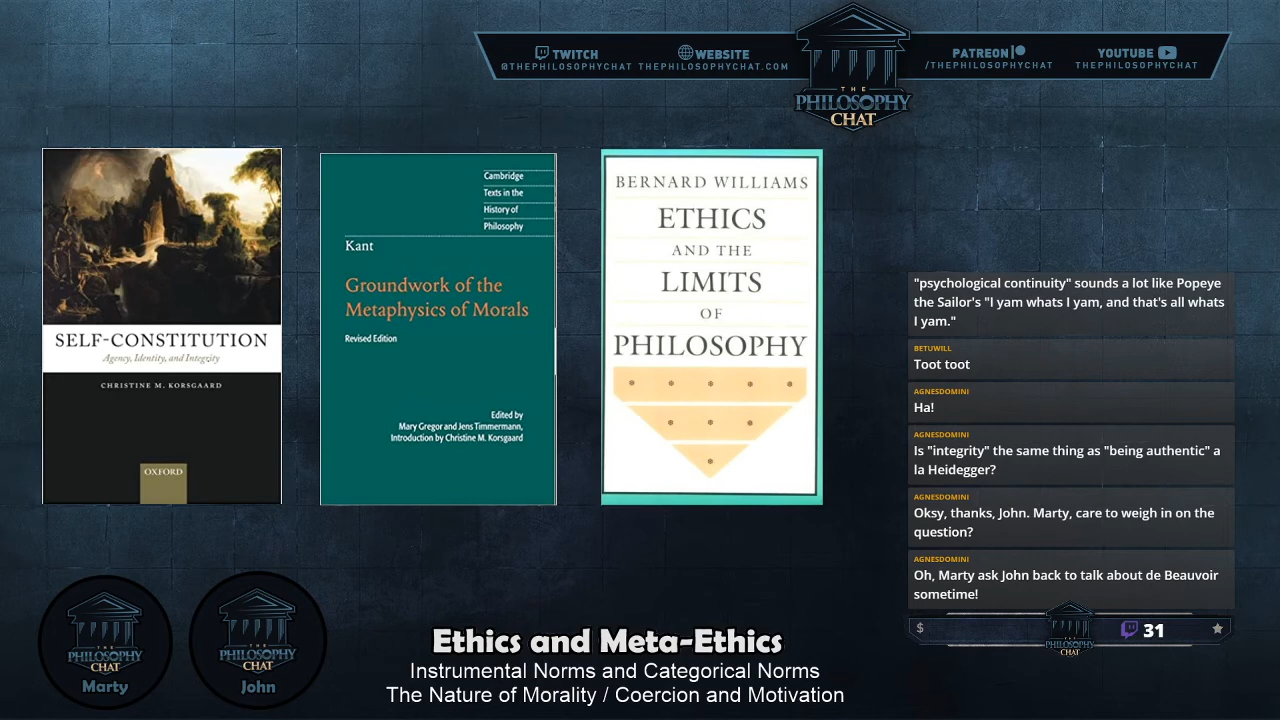 TWITCH
@THEPHILOSOPHYCHAT
WEBSITE
THEPHILOSOPHYCHAT.COM
THE
PHILOSOPHY
CHAT
PATREON
/THEPHILOSOPHYCHAT
YOUTUBE
THEPHILOSOPHYCHAT
SELF-CONSTITUTION
Agency, Identity, and Integrity
CHRISTINE M. KORSGAARD
OXFORD
Cambridge
Texts in the
History of
Philosophy
Kant
Groundwork of the
Metaphysics of Morals
Revised Edition
Edited by
Mary Gregor and Jens Timmermann,
Introduction by Christine M. Korsgaard
BERNARD WILLIAMS
ETHICS
AND THE
LIMITS
OF
PHILOSOPHY
"psychological continuity" sounds a lot like Popeye
the Sailor's "I yam whats I yam, and that's all whats
I yam."
BETUWILL
Toot toot
AGNESDOMINI
Ha!
AGNESDOMINI
Is "integrity" the same thing as "being authentic" a
la Heidegger?
AGNESDOMINI
Oksy, thanks, John. Marty, care to weigh in on the
question?
AGNESDOMINI
Oh, Marty ask John back to talk about de Beauvoir
sometime!
$
THE
PHILOSOPHY
CHAT
31
THE
PHILOSOPHY
CHAT
Marty
THE
PHILOSOPHY
CHAT
John
Ethics and Meta-Ethics
Instrumental Norms and Categorical Norms
The Nature of Morality / Coercion and Motivation